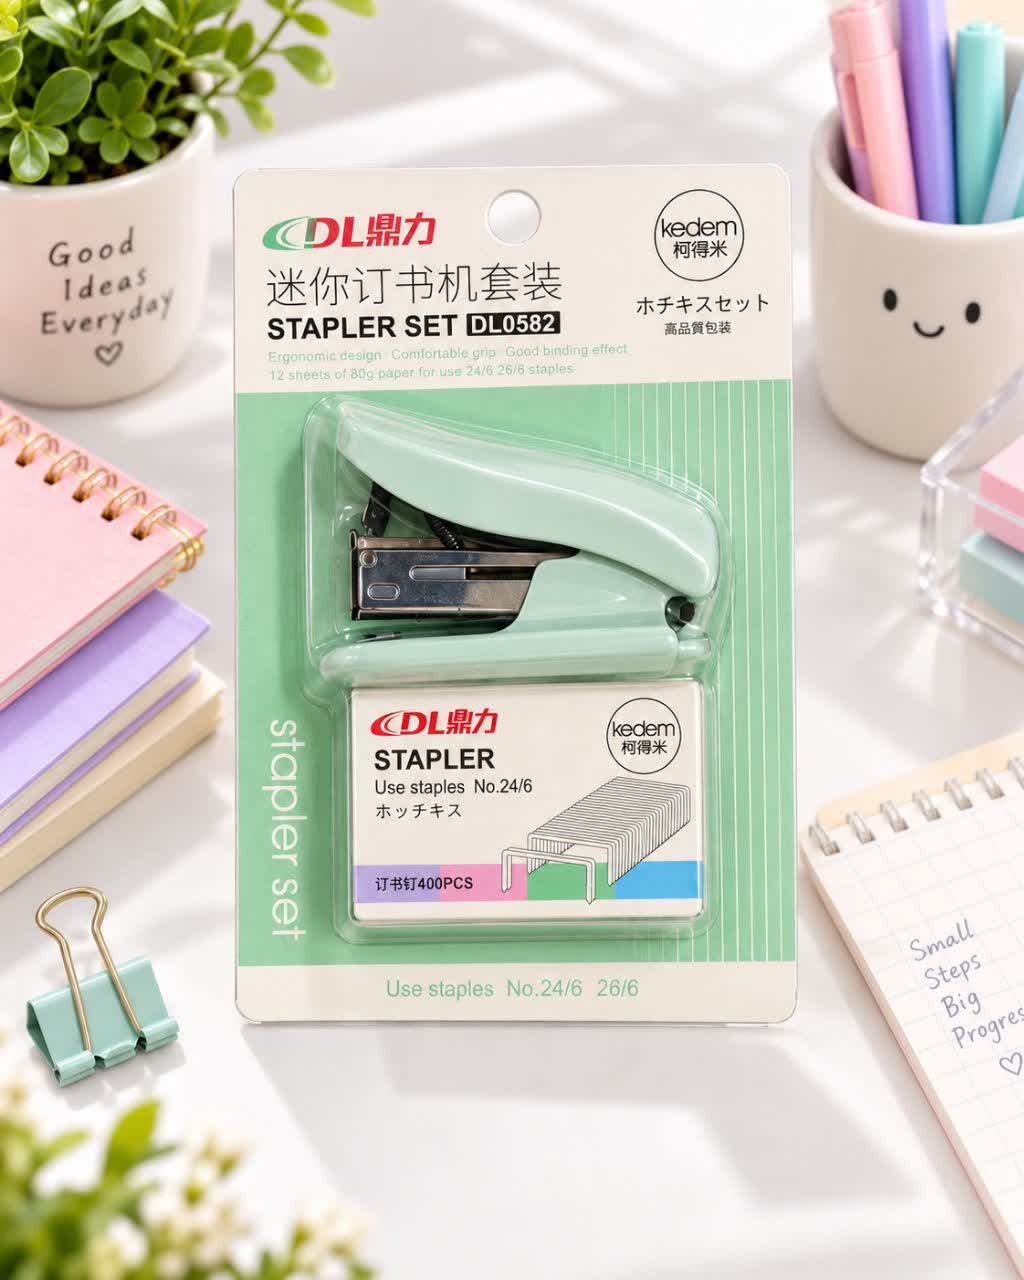 Good
Ideas
Everyday
DL鼎力
kedem
柯得米
迷你订书机套装
ホチキスセット
STAPLER SET DL0582
高品質包装
Ergonomic design Comfortable grip Good binding effect
12 sheets of 80g paper for use 24/6 26/6 staples
stapler set
DL鼎力
kedem
柯得米
STAPLER
Use staples No.24/6
ホッチキス
订书钉400PCS
Use staples No.24/6 26/6
Small
Steps
Big
Progres